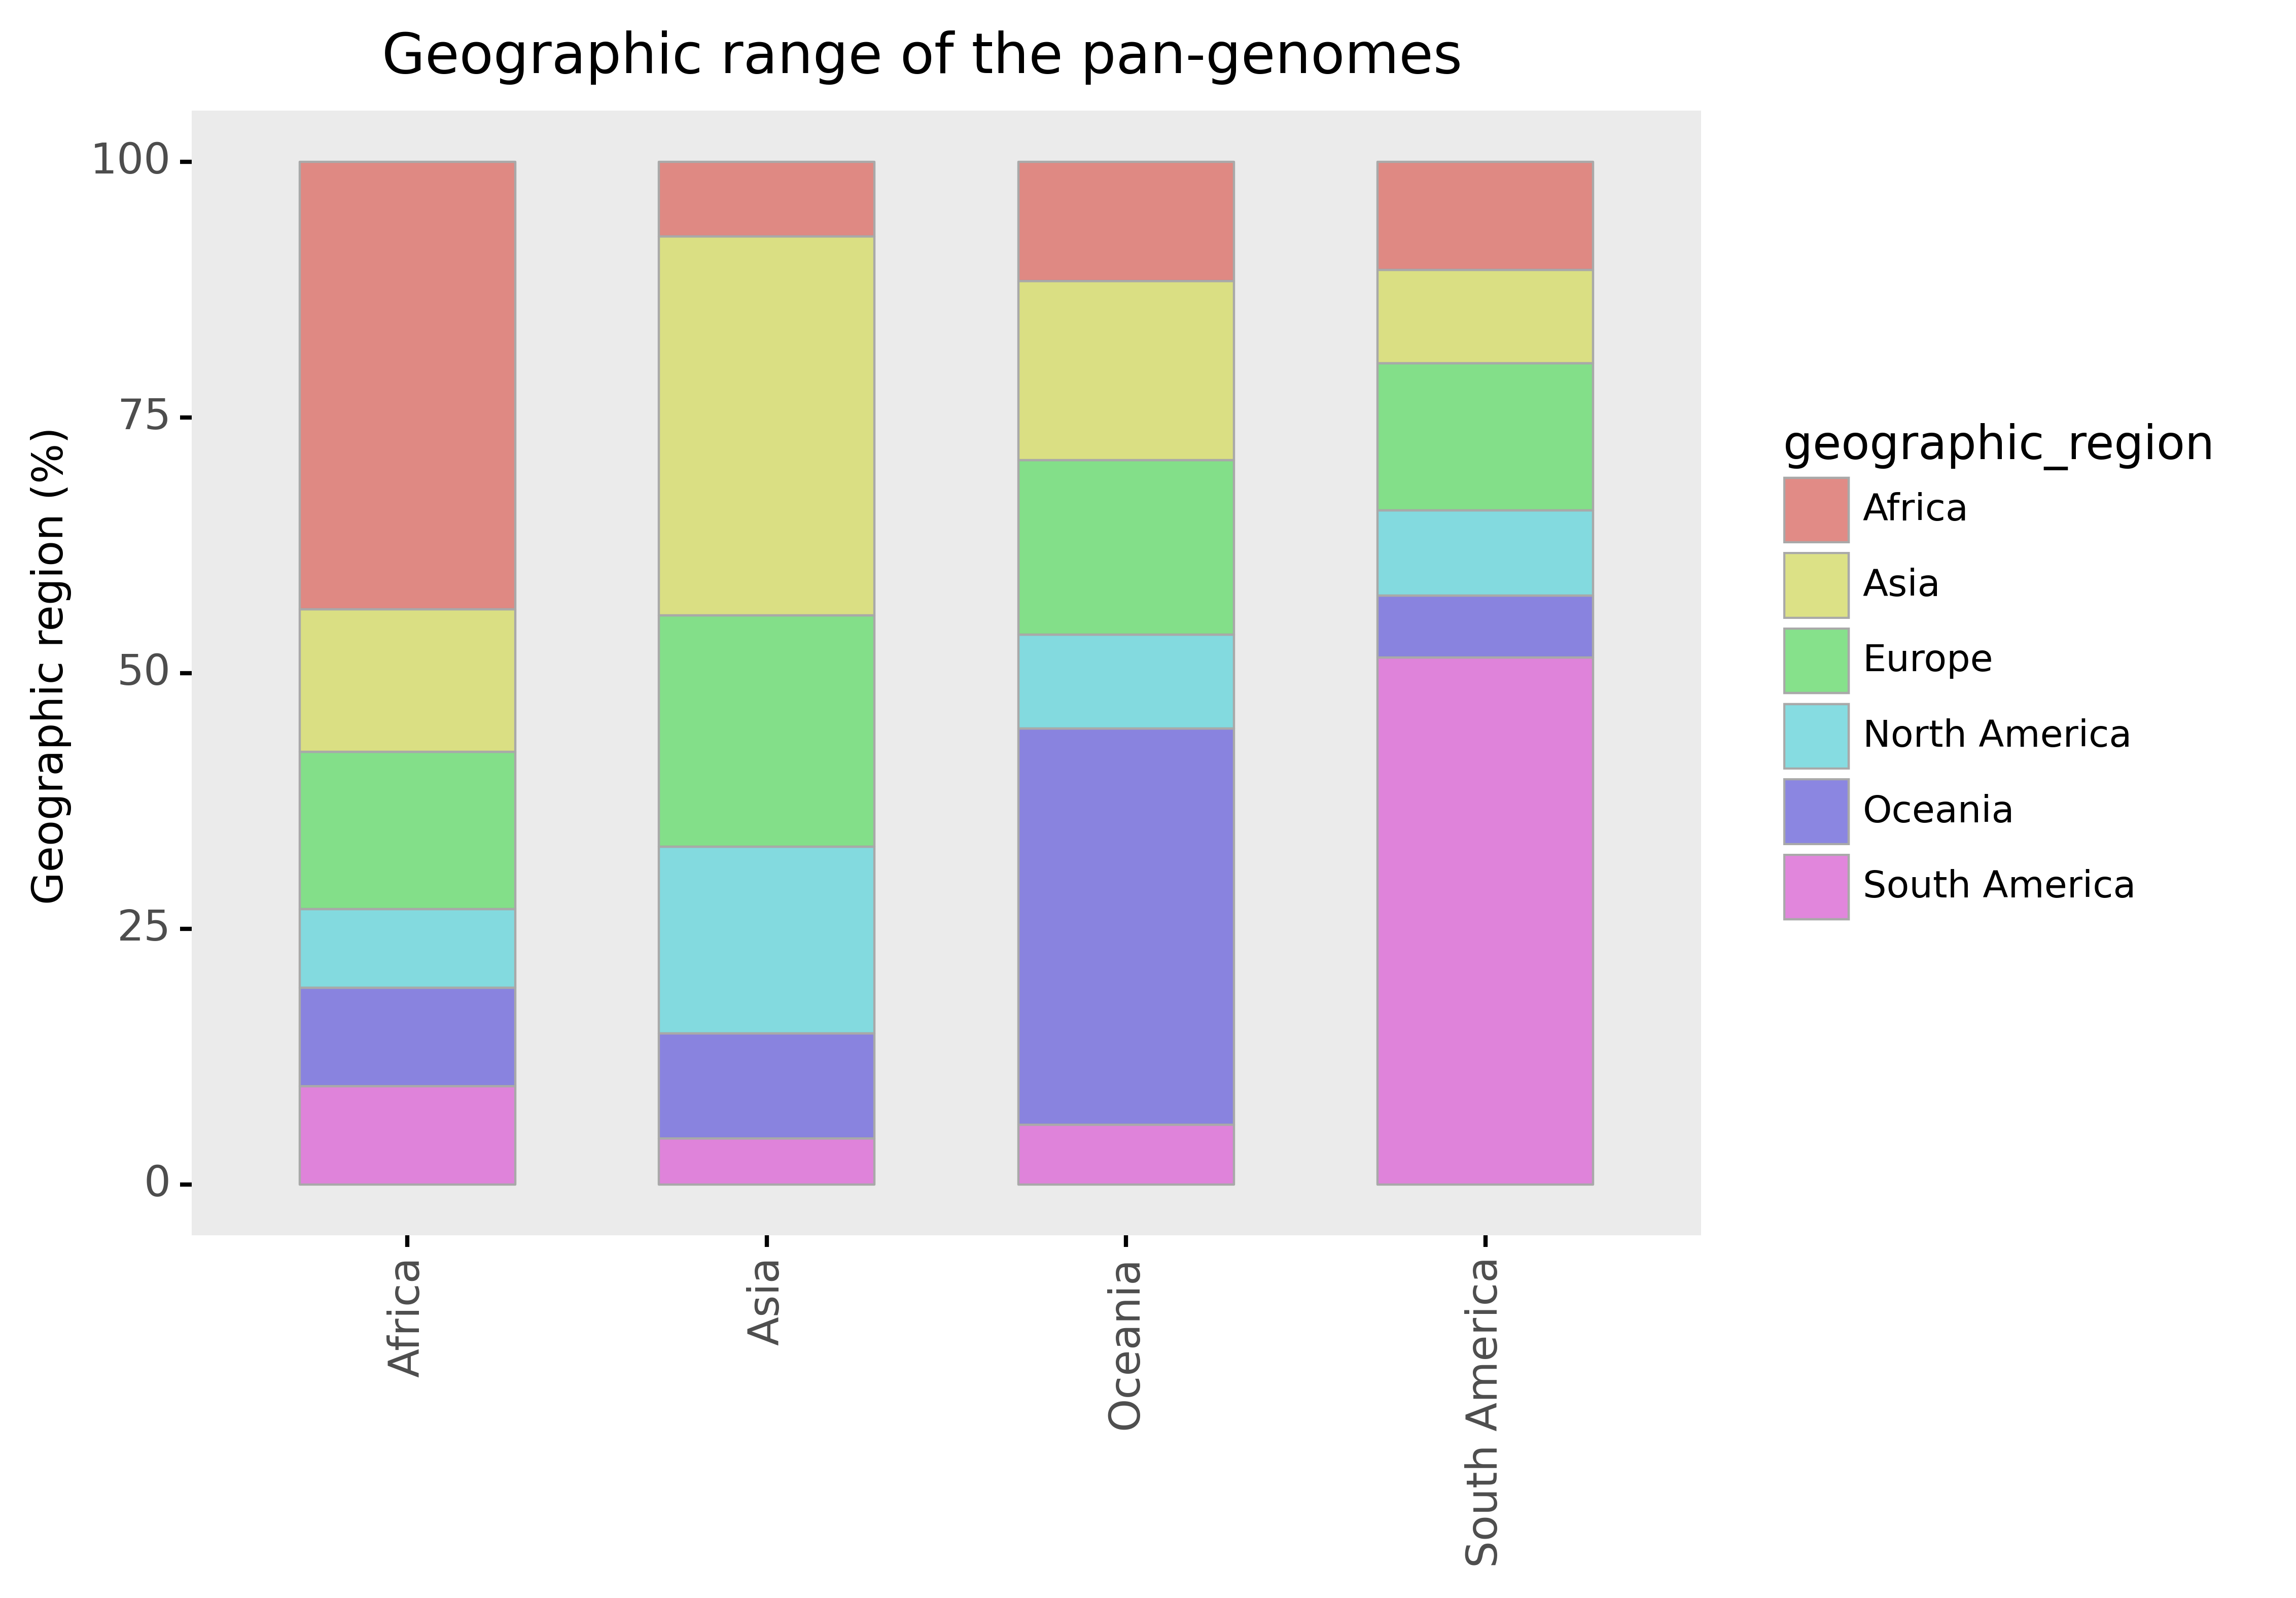 Geographic range of the pan-genomes
Geographic region (%)
100
75
50
25
0
Africa
Asia
Oceania
South America
geographic_region
Africa
Asia
Europe
North America
Oceania
South America